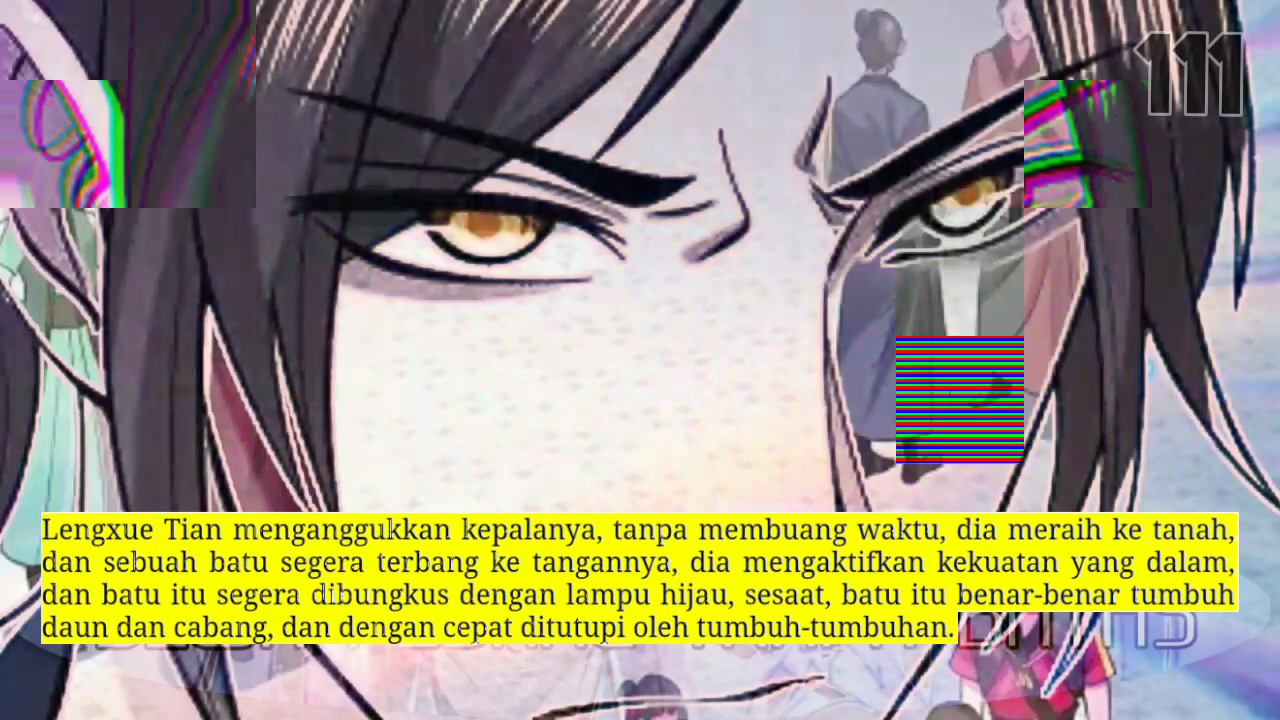 111
Lengxue Tian menganggukkan kepalanya, tanpa membuang waktu, dia meraih ke tanah,
dan sebuah batu segera terbang ke tangannya, dia mengaktifkan kekuatan yang dalam,
dan batu itu segera dibungkus dengan lampu hijau, sesaat, batu itu benar-benar tumbuh
daun dan cabang, dan dengan cepat ditutupi oleh tumbuh-tumbuhan.